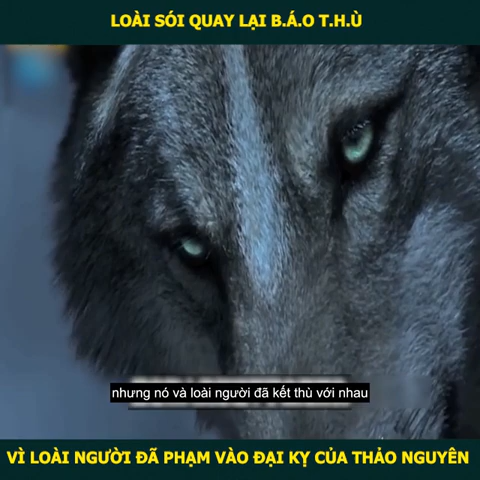 LOÀI SÓI QUAY LẠI B.Á.O T.H.Ù
nhưng nó và loài người đã kết thù với nhau
VÌ LOÀI NGƯỜI ĐÃ PHẠM VÀO ĐẠI KỴ CỦA THẢO NGUYÊN